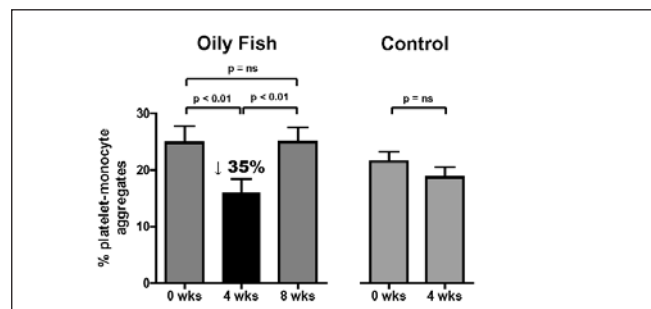 Oily Fish
Control
p = ns
p < 0.01
p < 0.01
p = ns
% platelet-monocyte
aggregates
30
20
10
0
↓ 35%
0 wks
4 wks
8 wks
0 wks
4 wks